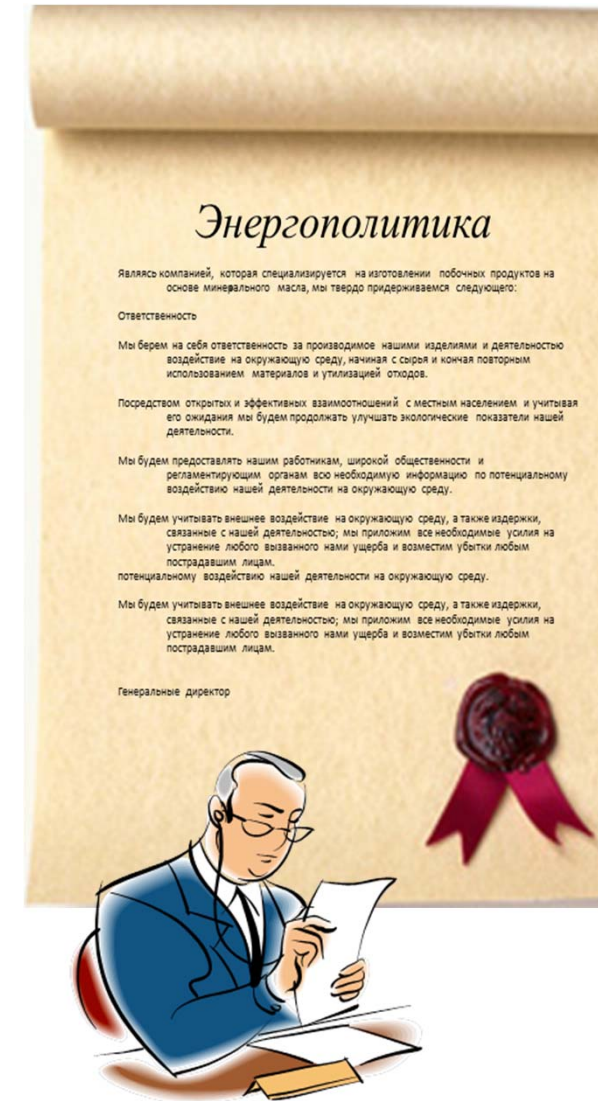 Энергополитика
Являясь компанией, которая специализируется на изготовлении побочных продуктов на
основе минерального масла, мы твердо придерживаемся следующего:
Ответственность
Мы берем на себя ответственность за производимое нашими изделиями и деятельностью
воздействие на окружающую среду, начиная с сырья и кончая повторным
использованием материалов и утилизацией отходов.
Посредством открытых и эффективных взаимоотношений с местным населением и учитывая
его ожидания мы будем продолжать улучшать экологические показатели нашей
деятельности.
Мы будем предоставлять нашим работникам, широкой общественности и
регламентирующим органам всю необходимую информацию по потенциальному
воздействию нашей деятельности на окружающую среду.
Мы будем учитывать внешнее воздействие на окружающую среду, а также издержки,
связанные с нашей деятельностью; мы приложим все необходимые усилия на
устранение любого вызванного нами ущерба и возместим убытки любым
пострадавшим лицам.
потенциальному воздействию нашей деятельности на окружающую среду.
Мы будем учитывать внешнее воздействие на окружающую среду, а также издержки,
связанные с нашей деятельностью; мы приложим все необходимые усилия на
устранение любого вызванного нами ущерба и возместим убытки любым
пострадавшим лицам.
Генеральные директор